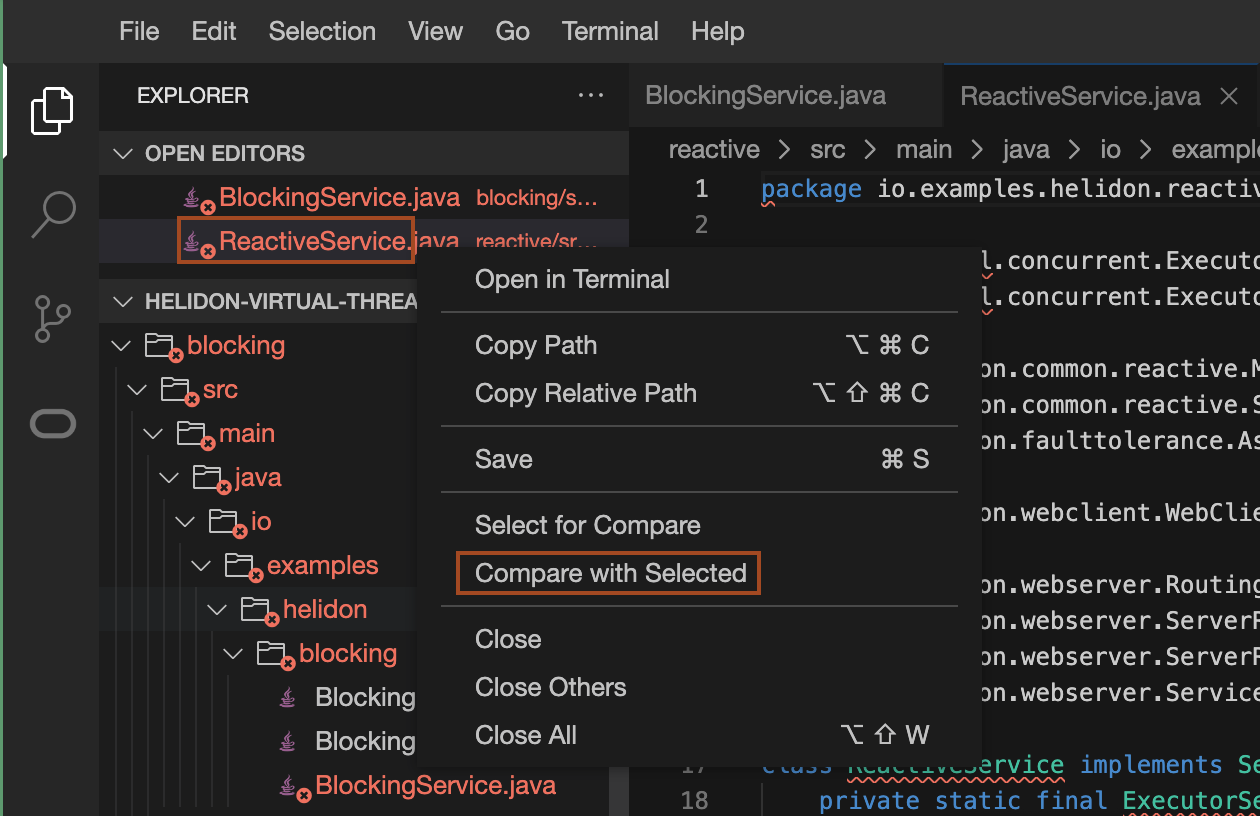 File Edit Selection View Go Terminal Help
EXPLORER ...
OPEN EDITORS
BlockingService.java blocking/s...
ReactiveService.java reactive/sr...
HELIDON-VIRTUAL-THREA
blocking
src
main
java
io
examples
helidon
blocking
Blocking
Blocking
BlockingService.java
Open in Terminal
Copy Path ⌥ ⌘ C
Copy Relative Path ⌥ ⇧ ⌘ C
Save ⌘ S
Select for Compare
Compare with Selected
Close
Close Others
Close All ⌥ ⇧ W
BlockingService.java ReactiveService.java
reactive > src > main > java > io > example
1 package io.examples.helidon.reactiv
2
l.concurrent.Executo
l.concurrent.Executo
on.common.reactive.M
on.common.reactive.S
on.faulttolerance.As
on.webclient.WebClie
on.webserver.Routing
on.webserver.ServerR
on.webserver.ServerR
on.webserver.Service
17 class ReactiveService implements Se
18 private static final ExecutorSe